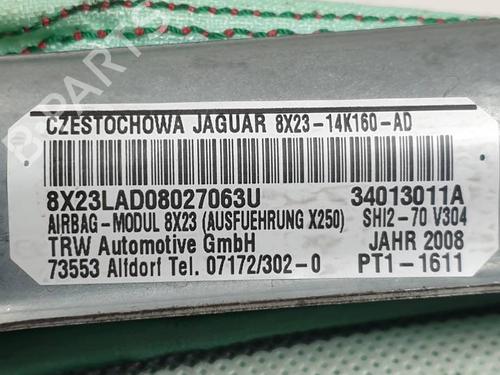 CZESTOCHOWA JAGUAR 8X23-14K160-AD
8X23LAD08027063U 34013011A
AIRBAG-MODUL 8X23 (AUSFUEHRUNG X250) SHI2-70 V304
TRW Automotive GmbH JAHR 2008
73553 Alfdorf Tel. 07172/302-0 PT1-1611
B-PARTS